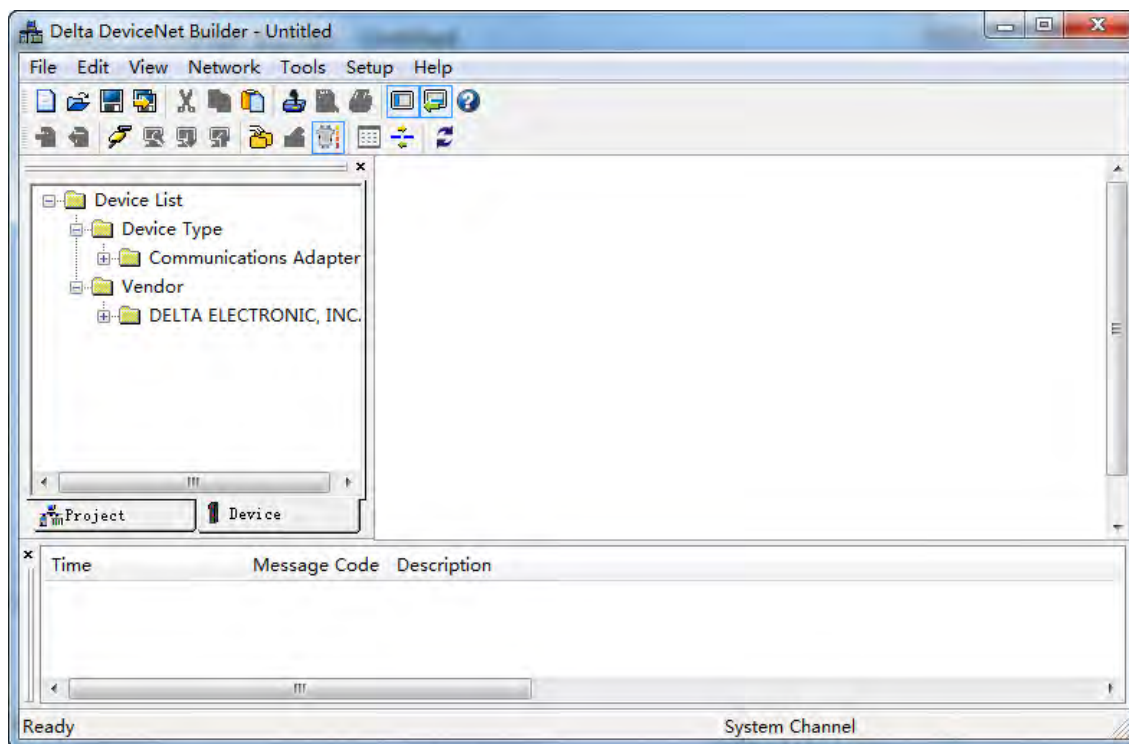 Delta DeviceNet Builder - Untitled
File Edit View Network Tools Setup Help
Device List
Device Type
Communications Adapter
Vendor
DELTA ELECTRONIC, INC.
Project Device
Time Message Code Description
Ready System Channel